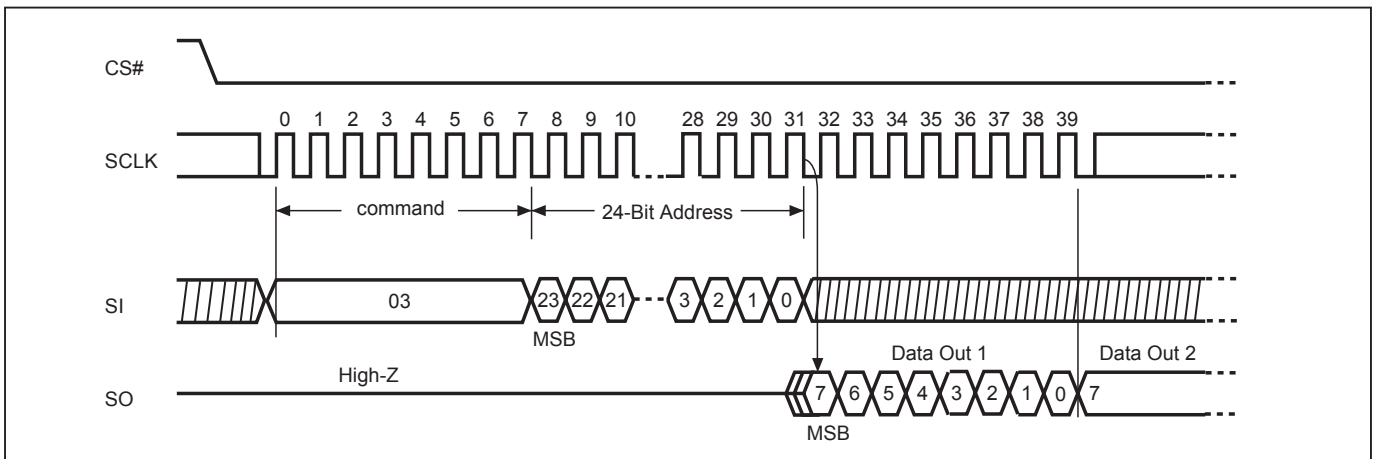 CS#
0 1 2 3 4 5 6 7 8 9 10 28 29 30 31 32 33 34 35 36 37 38 39
SCLK
command 24-Bit Address
SI 03 23 22 21 3 2 1 0
MSB
Data Out 1 Data Out 2
High-Z
SO 7 6 5 4 3 2 1 0 7
MSB